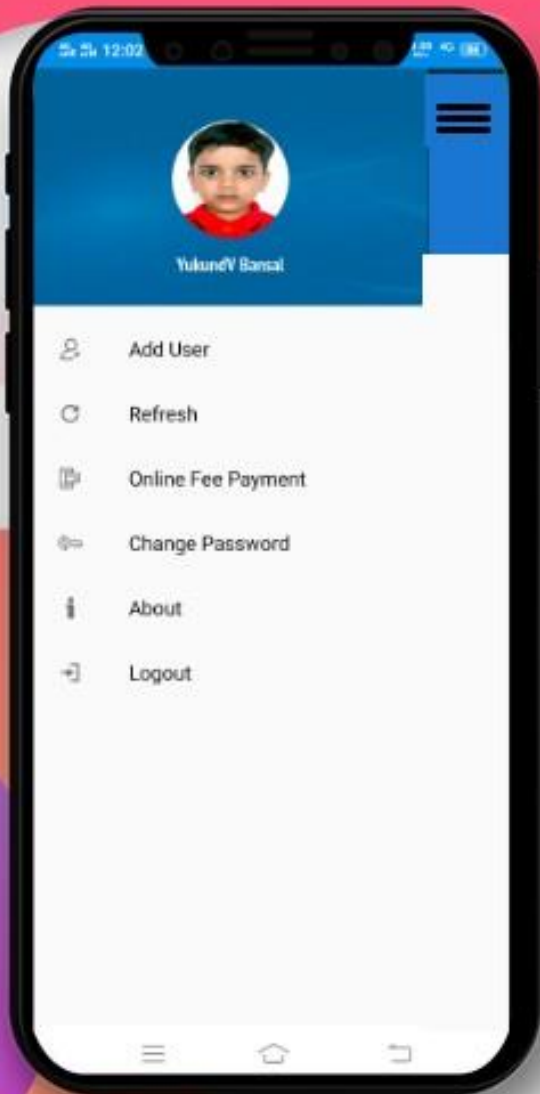 12:02
YukundV Bansal
Add User
Refresh
Online Fee Payment
Change Password
About
Logout